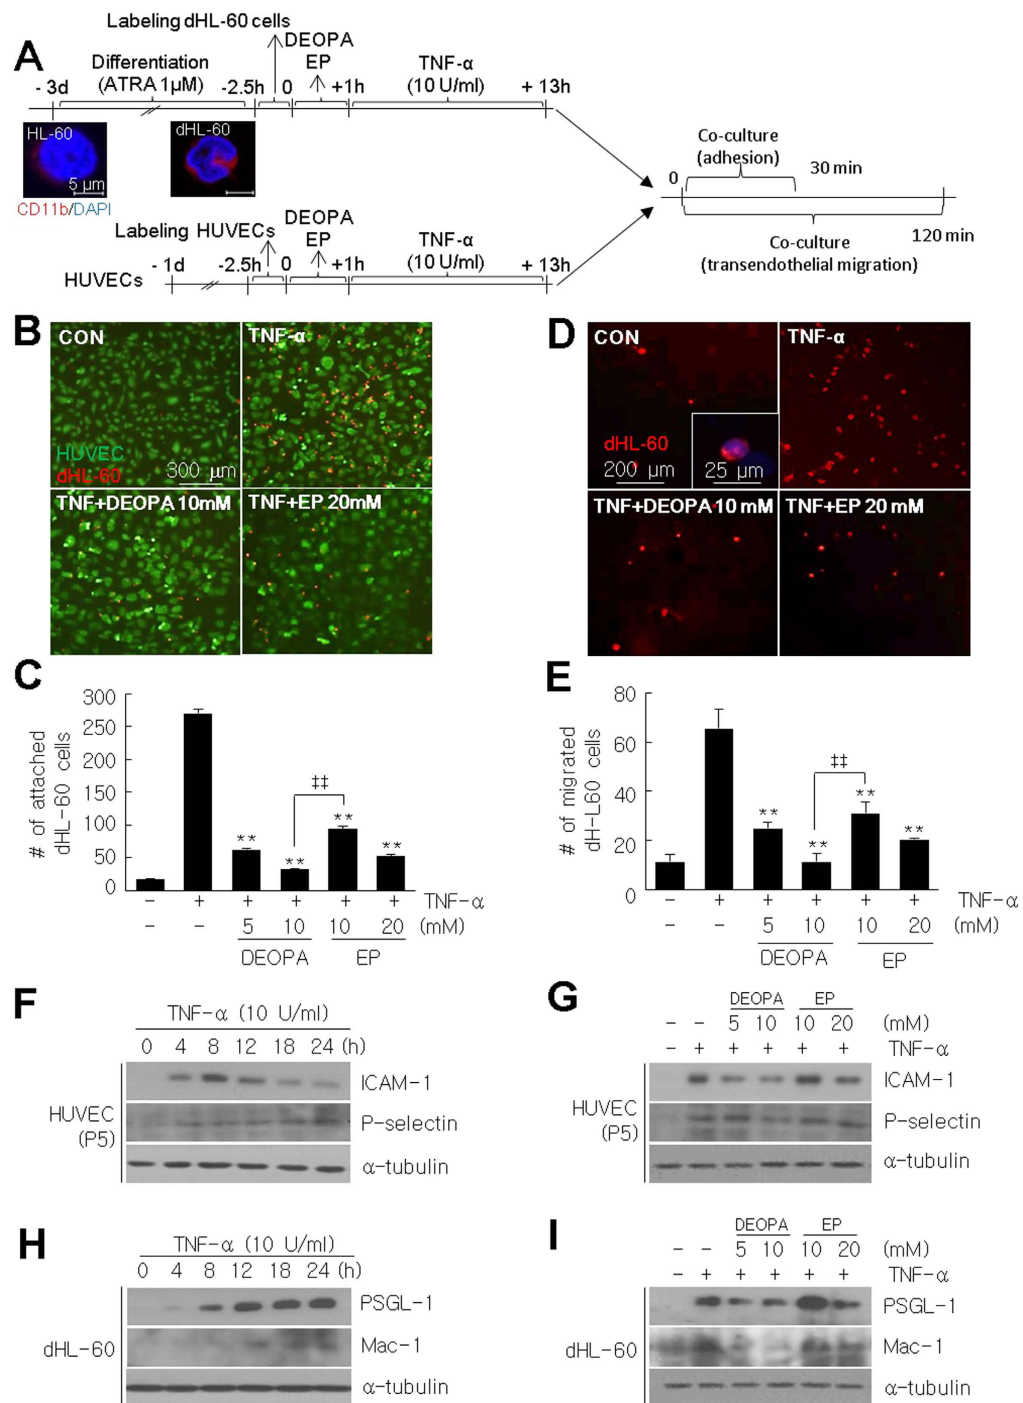 A
Labeling dHL-60 cells
Differentiation
(ATRA 1μM)
DEOPA
EP
TNF-α
(10 U/ml)
- 3d
-2.5h
0
+1h
+ 13h
HL-60
5 μm
dHL-60
CD11b/DAPI
Labeling HUVECs
DEOPA
EP
TNF-α
(10 U/ml)
HUVECs
- 1d
-2.5h
0
+1h
+ 13h
Co-culture
(adhesion)
0
30 min
Co-culture
(transendothelial migration)
120 min
B
CON
TNF-α
HUVEC
dHL-60
300 μm
TNF+DEOPA 10mM
TNF+EP 20mM
D
CON
TNF-α
dHL-60
200 μm
25 μm
TNF+DEOPA 10 mM
TNF+EP 20 mM
C
# of attached
dHL-60 cells
300
250
200
150
100
50
0
**
**
‡‡
**
**
− + + + + + TNF-α
− − 5 10 10 20 (mM)
DEOPA EP
E
# of migrated
dH-L60 cells
80
60
40
20
0
**
**
‡‡
**
**
− + + + + + TNF-α
− − 5 10 10 20 (mM)
DEOPA EP
F
TNF-α (10 U/ml)
0 4 8 12 18 24 (h)
HUVEC
(P5)
ICAM-1
P-selectin
α-tubulin
G
DEOPA EP
− − 5 10 10 20 (mM)
− + + + + + TNF-α
HUVEC
(P5)
ICAM-1
P-selectin
α-tubulin
H
TNF-α (10 U/ml)
0 4 8 12 18 24 (h)
dHL-60
PSGL-1
Mac-1
α-tubulin
I
DEOPA EP
− − 5 10 10 20 (mM)
− + + + + + TNF-α
dHL-60
PSGL-1
Mac-1
α-tubulin